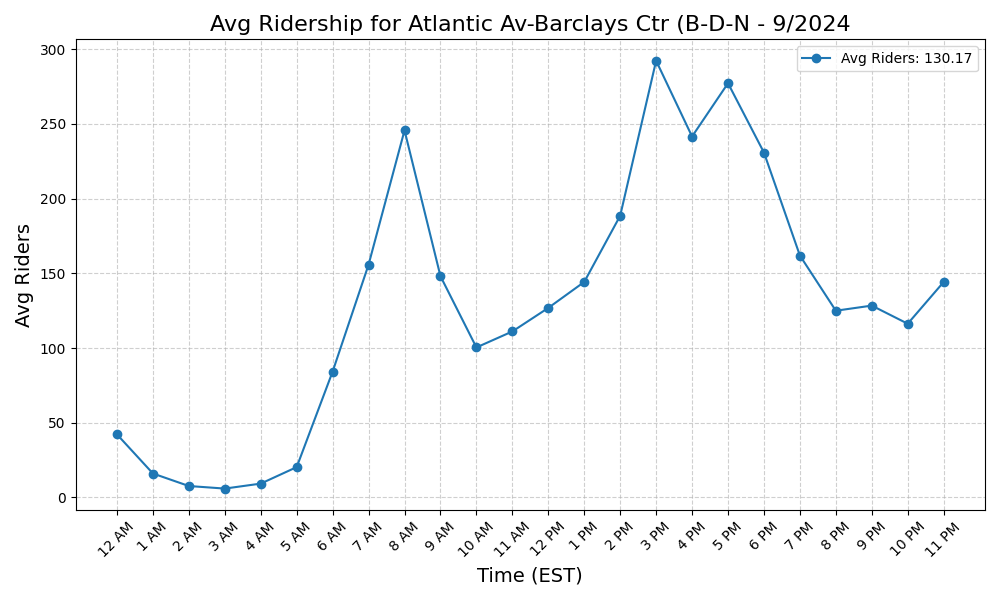 Avg Ridership for Atlantic Av-Barclays Ctr (B-D-N - 9/2024
Avg Riders: 130.17
Avg Riders
300
250
200
150
100
50
0
12 AM
1 AM
2 AM
3 AM
4 AM
5 AM
6 AM
7 AM
8 AM
9 AM
10 AM
11 AM
12 PM
1 PM
2 PM
3 PM
4 PM
5 PM
6 PM
7 PM
8 PM
9 PM
10 PM
11 PM
Time (EST)